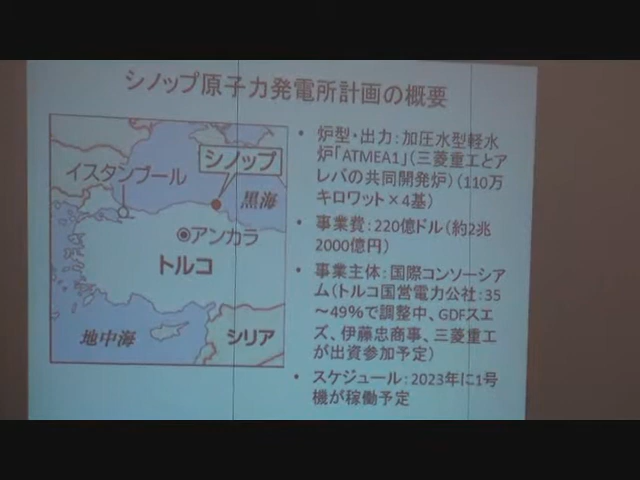 シノップ原子力発電所計画の概要
イスタンブール
シノップ
黒海
アンカラ
トルコ
地中海
シリア
• 炉型・出力：加圧水型軽水
炉「ATMEA1」（三菱重工とア
レバの共同開発炉）（110万
キロワット×4基）
• 事業費：220億ドル（約2兆
2000億円）
• 事業主体：国際コンソーシア
ム（トルコ国営電力公社：35
～49％で調整中、GDFスエ
ズ、伊藤忠商事、三菱重工
が出資参加予定）
• スケジュール：2023年に1号
機が稼働予定